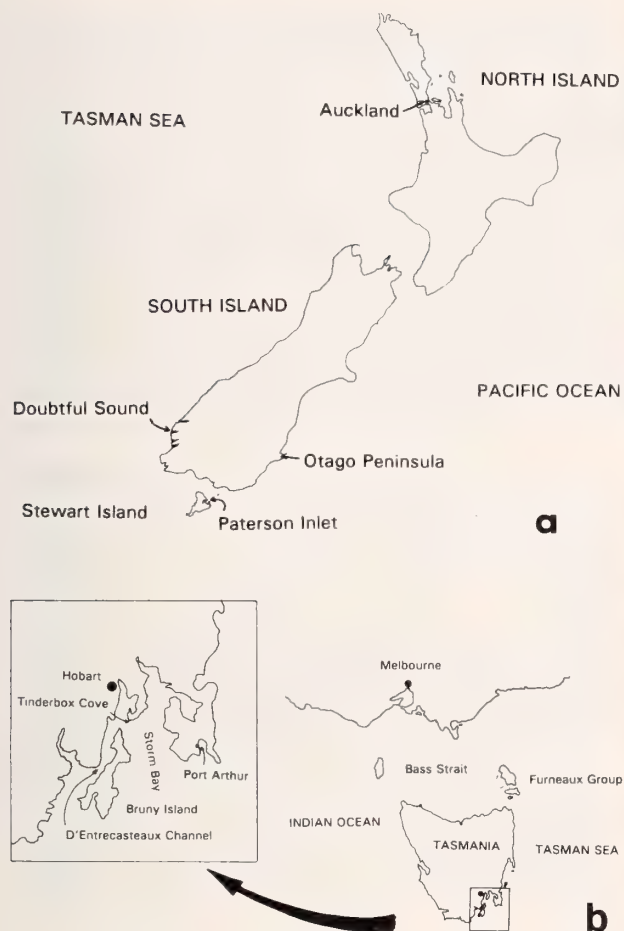 NORTH ISLAND
Auckland
TASMAN SEA
SOUTH ISLAND
PACIFIC OCEAN
Doubtful Sound
Otago Peninsula
Stewart Island
Paterson Inlet
a
Hobart
Tinderbox Cove
Storm Bay
Port Arthur
Bruny Island
D'Entrecasteaux Channel
Melbourne
Bass Strait
Furneaux Group
INDIAN OCEAN
TASMANIA
TASMAN SEA
b